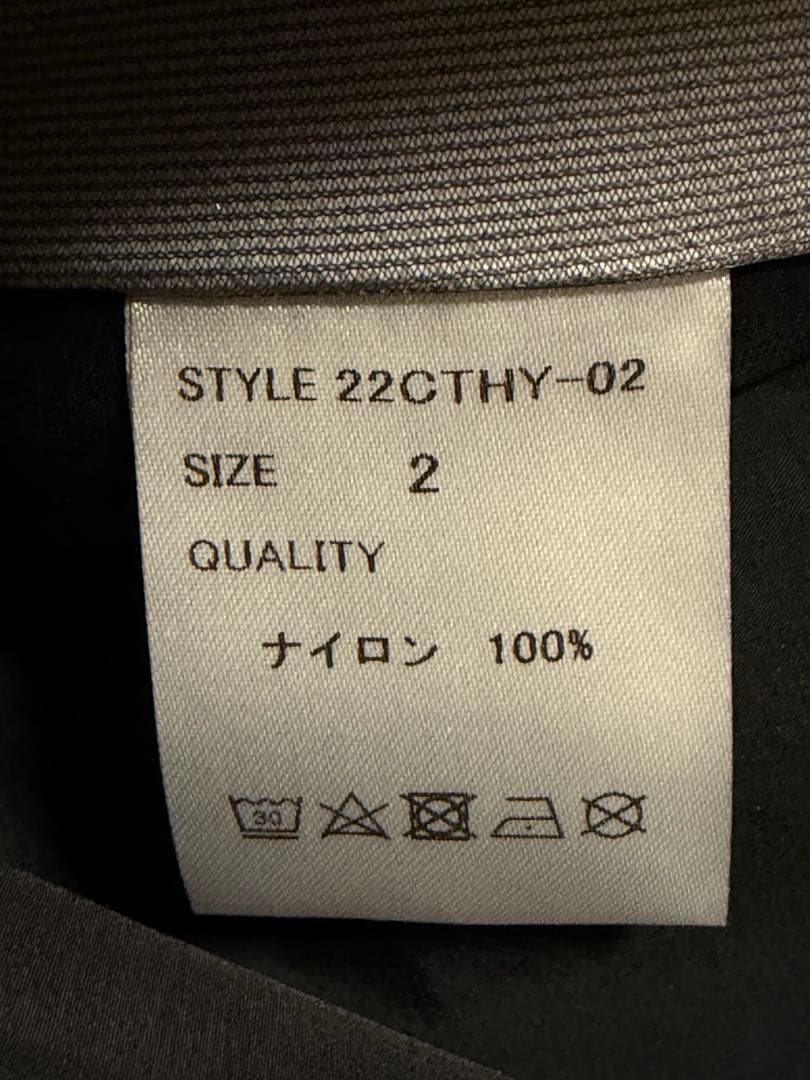 STYLE 22CTHY-02
SIZE 2
QUALITY
ナイロン 100%
30